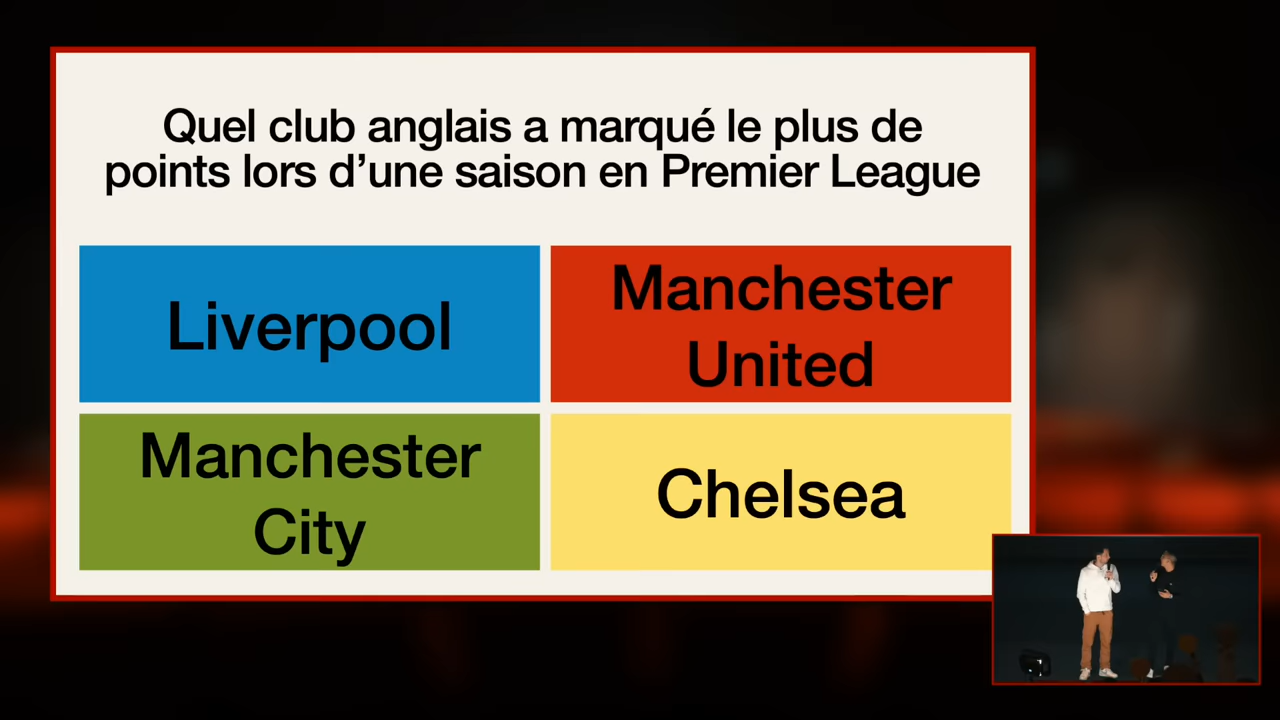 Quel club anglais a marqué le plus de
points lors d’une saison en Premier League
Liverpool
Manchester
United
Manchester
City
Chelsea